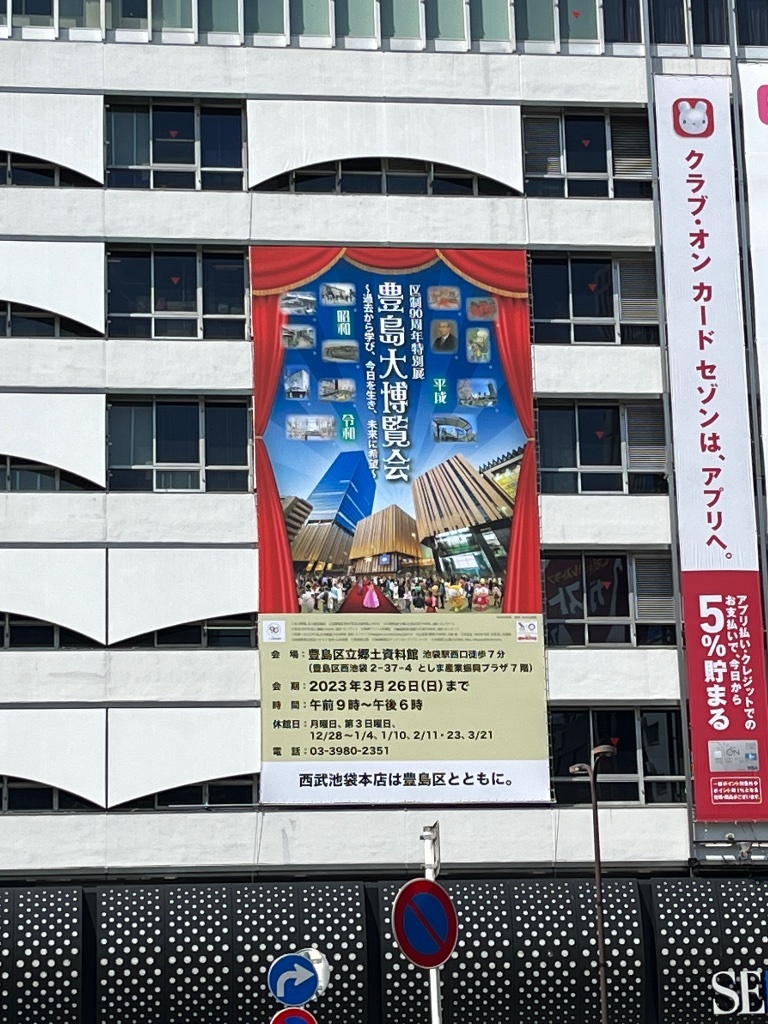 区制90周年特別展
豊島大博覧会
〜過去から学び、今日を生き、未来に希望〜
昭和
平成
令和
会　場：豊島区立郷土資料館 池袋駅西口徒歩7分
(豊島区西池袋2-37-4 としま産業振興プラザ7階)
会　期：2023年3月26日(日)まで
時　間：午前9時〜午後6時
休館日：月曜日、第3日曜日、
12/28〜1/4、1/10、2/11・23、3/21
電　話：03-3980-2351
西武池袋本店は豊島区とともに。
クラブ・オン カード セゾンは、アプリへ。
アプリ払い・クレジットでの
お支払いで、今日から
5%貯まる
SE